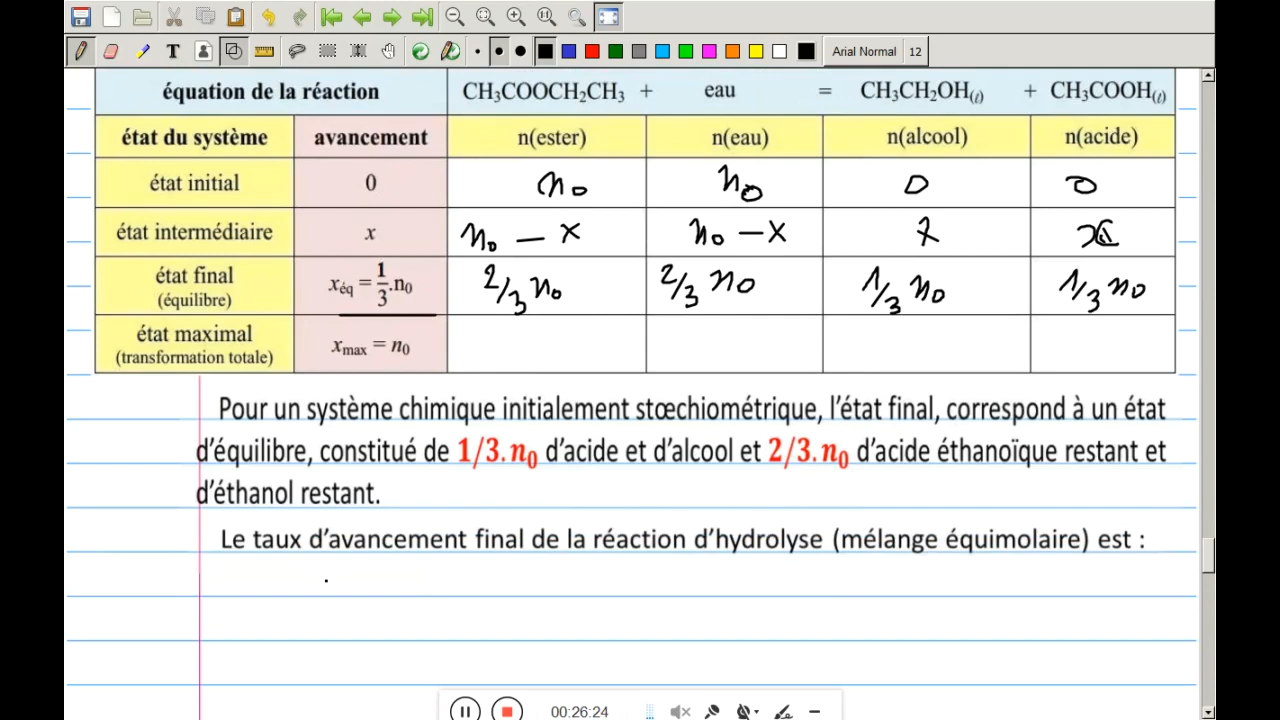 Arial Normal 12
équation de la réaction CH₃COOCH₂CH₃ + eau = CH₃CH₂OH(ℓ) + CH₃COOH(ℓ)
état du système avancement n(ester) n(eau) n(alcool) n(acide)
état initial 0 n₀ n₀ 0 0
état intermédiaire x n₀ − x n₀ − x x x
état final (équilibre) xéq = 1/3.n₀ 2/3 n₀ 2/3 n₀ 1/3 n₀ 1/3 n₀
état maximal (transformation totale) xmax = n₀
Pour un système chimique initialement stœchiométrique, l’état final, correspond à un état
d’équilibre, constitué de 1/3.n₀ d’acide et d’alcool et 2/3.n₀ d’acide éthanoïque restant et
d’éthanol restant.
Le taux d’avancement final de la réaction d’hydrolyse (mélange équimolaire) est :
00:26:24